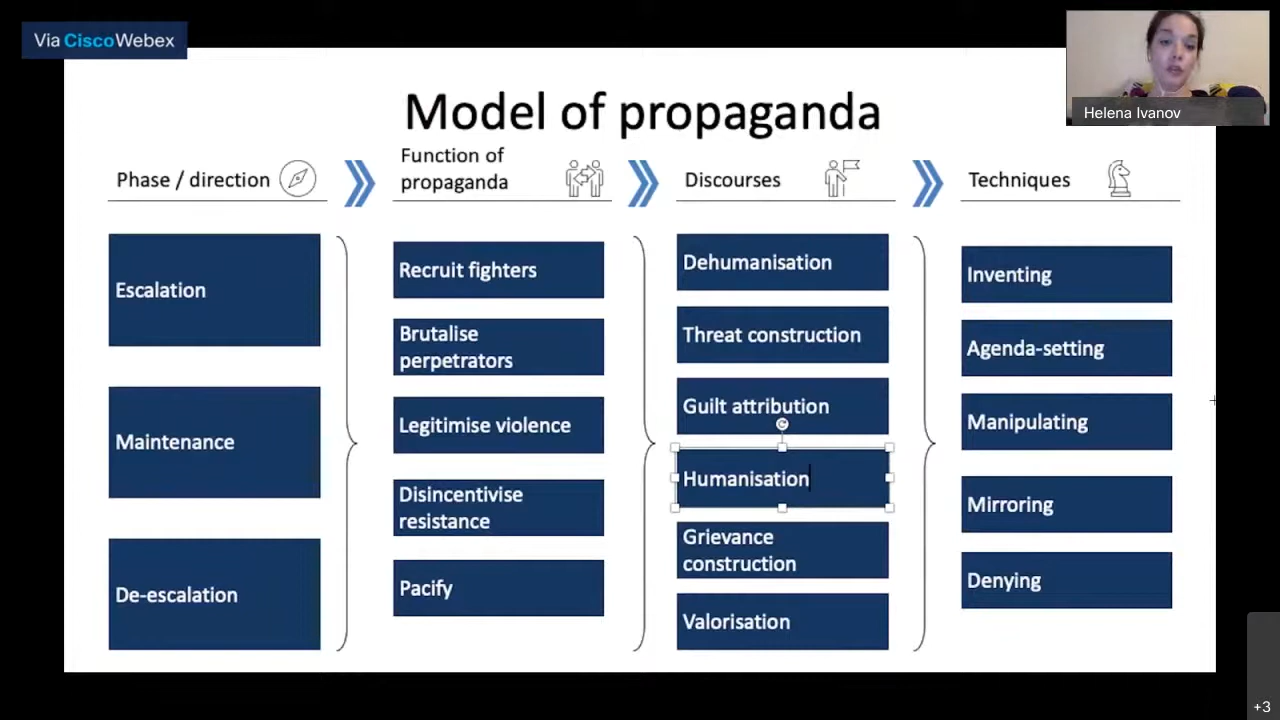 Via CiscoWebex
Helena Ivanov
Model of propaganda
Phase / direction
Function of
propaganda
Discourses
Techniques
Escalation
Maintenance
De-escalation
Recruit fighters
Brutalise
perpetrators
Legitimise violence
Disincentivise
resistance
Pacify
Dehumanisation
Threat construction
Guilt attribution
Humanisation
Grievance
construction
Valorisation
Inventing
Agenda-setting
Manipulating
Mirroring
Denying
+3